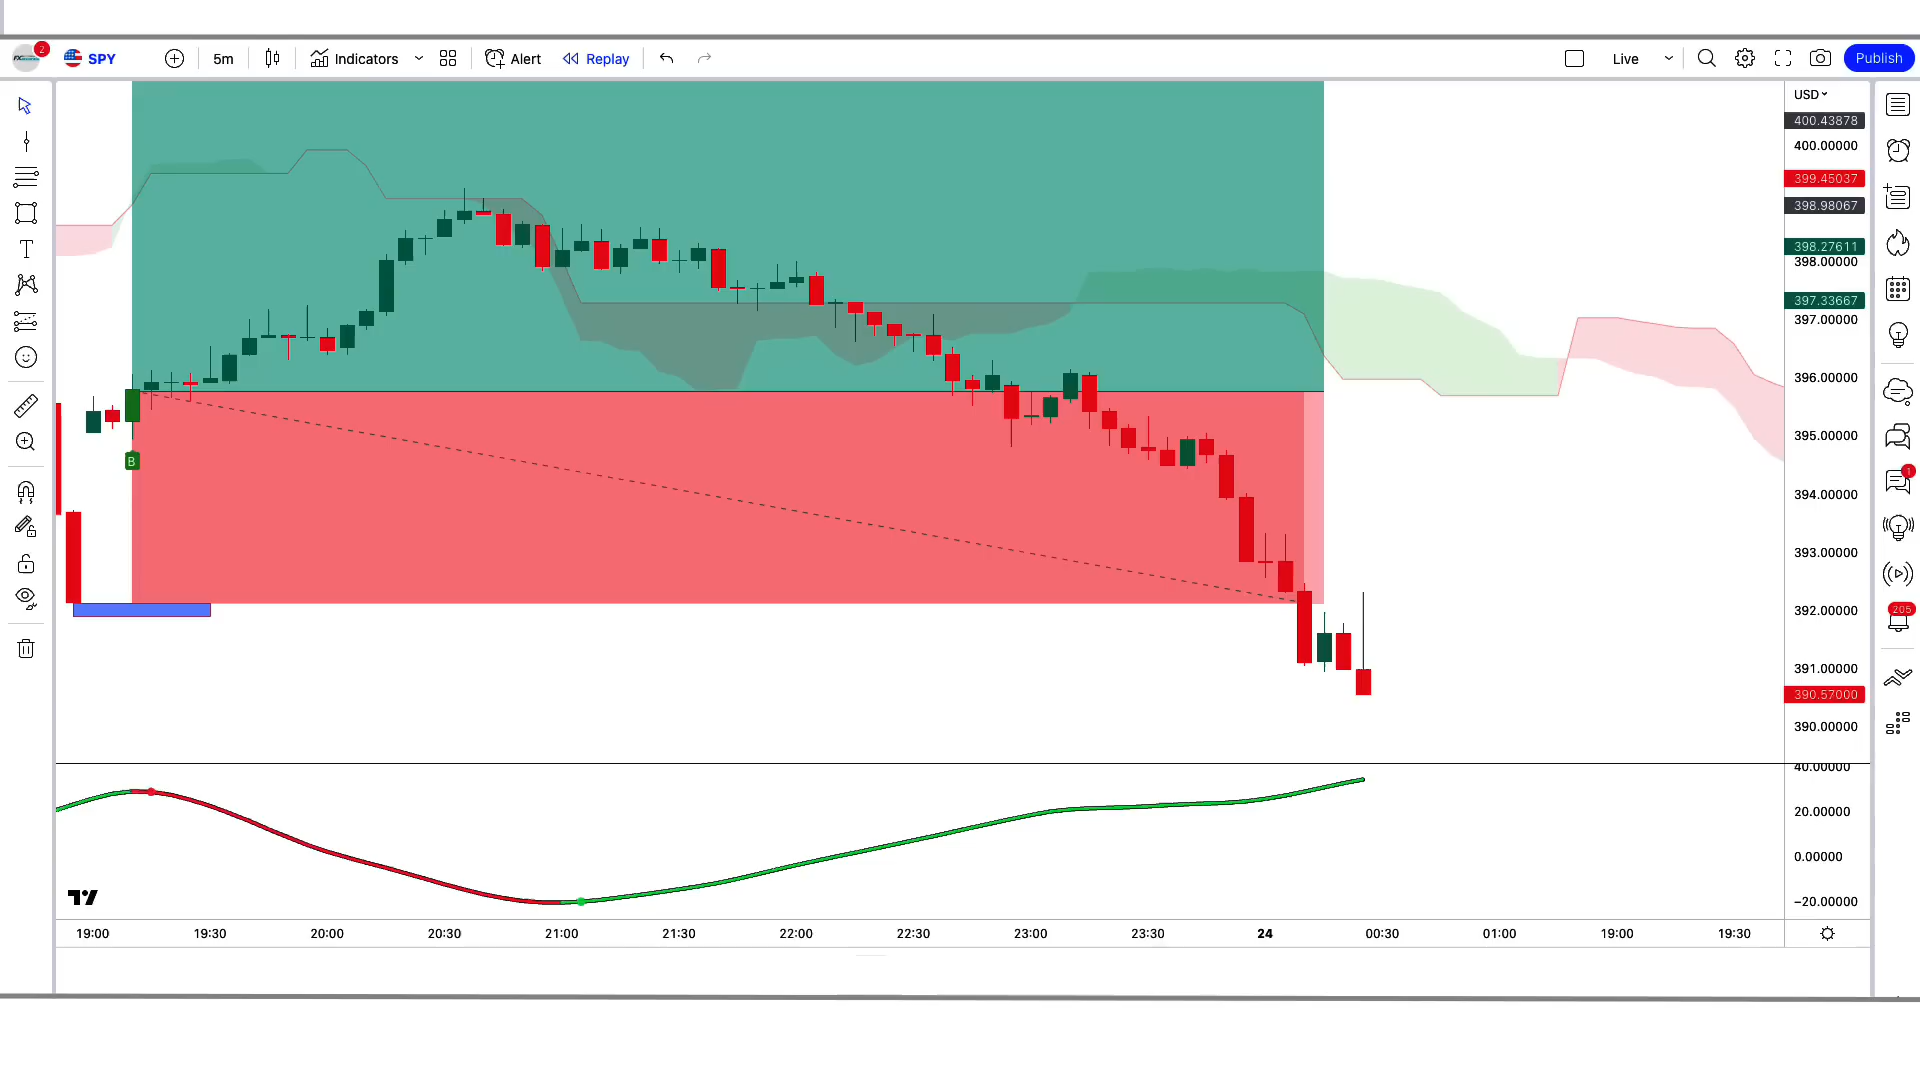 2
SPY
5m
Indicators
Alert
Replay
Live
Publish
USD
400.43878
400.00000
399.45037
398.98067
398.27611
398.00000
397.33667
397.00000
396.00000
395.00000
394.00000
393.00000
392.00000
391.00000
390.57000
390.00000
B
1
205
40.00000
20.00000
0.00000
−20.00000
19:00 19:30 20:00 20:30 21:00 21:30 22:00 22:30 23:00 23:30 24 00:30 01:00 19:00 19:30